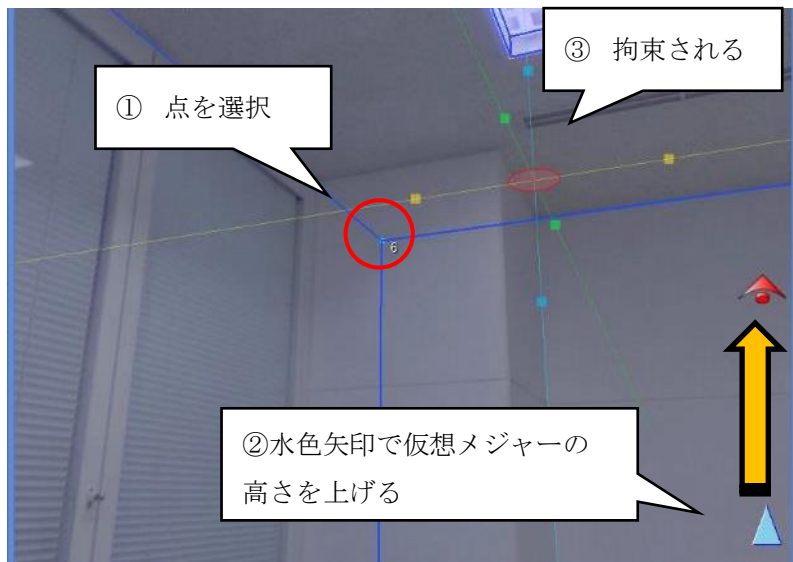 ① 点を選択
③ 拘束される
6
②水色矢印で仮想メジャーの
高さを上げる